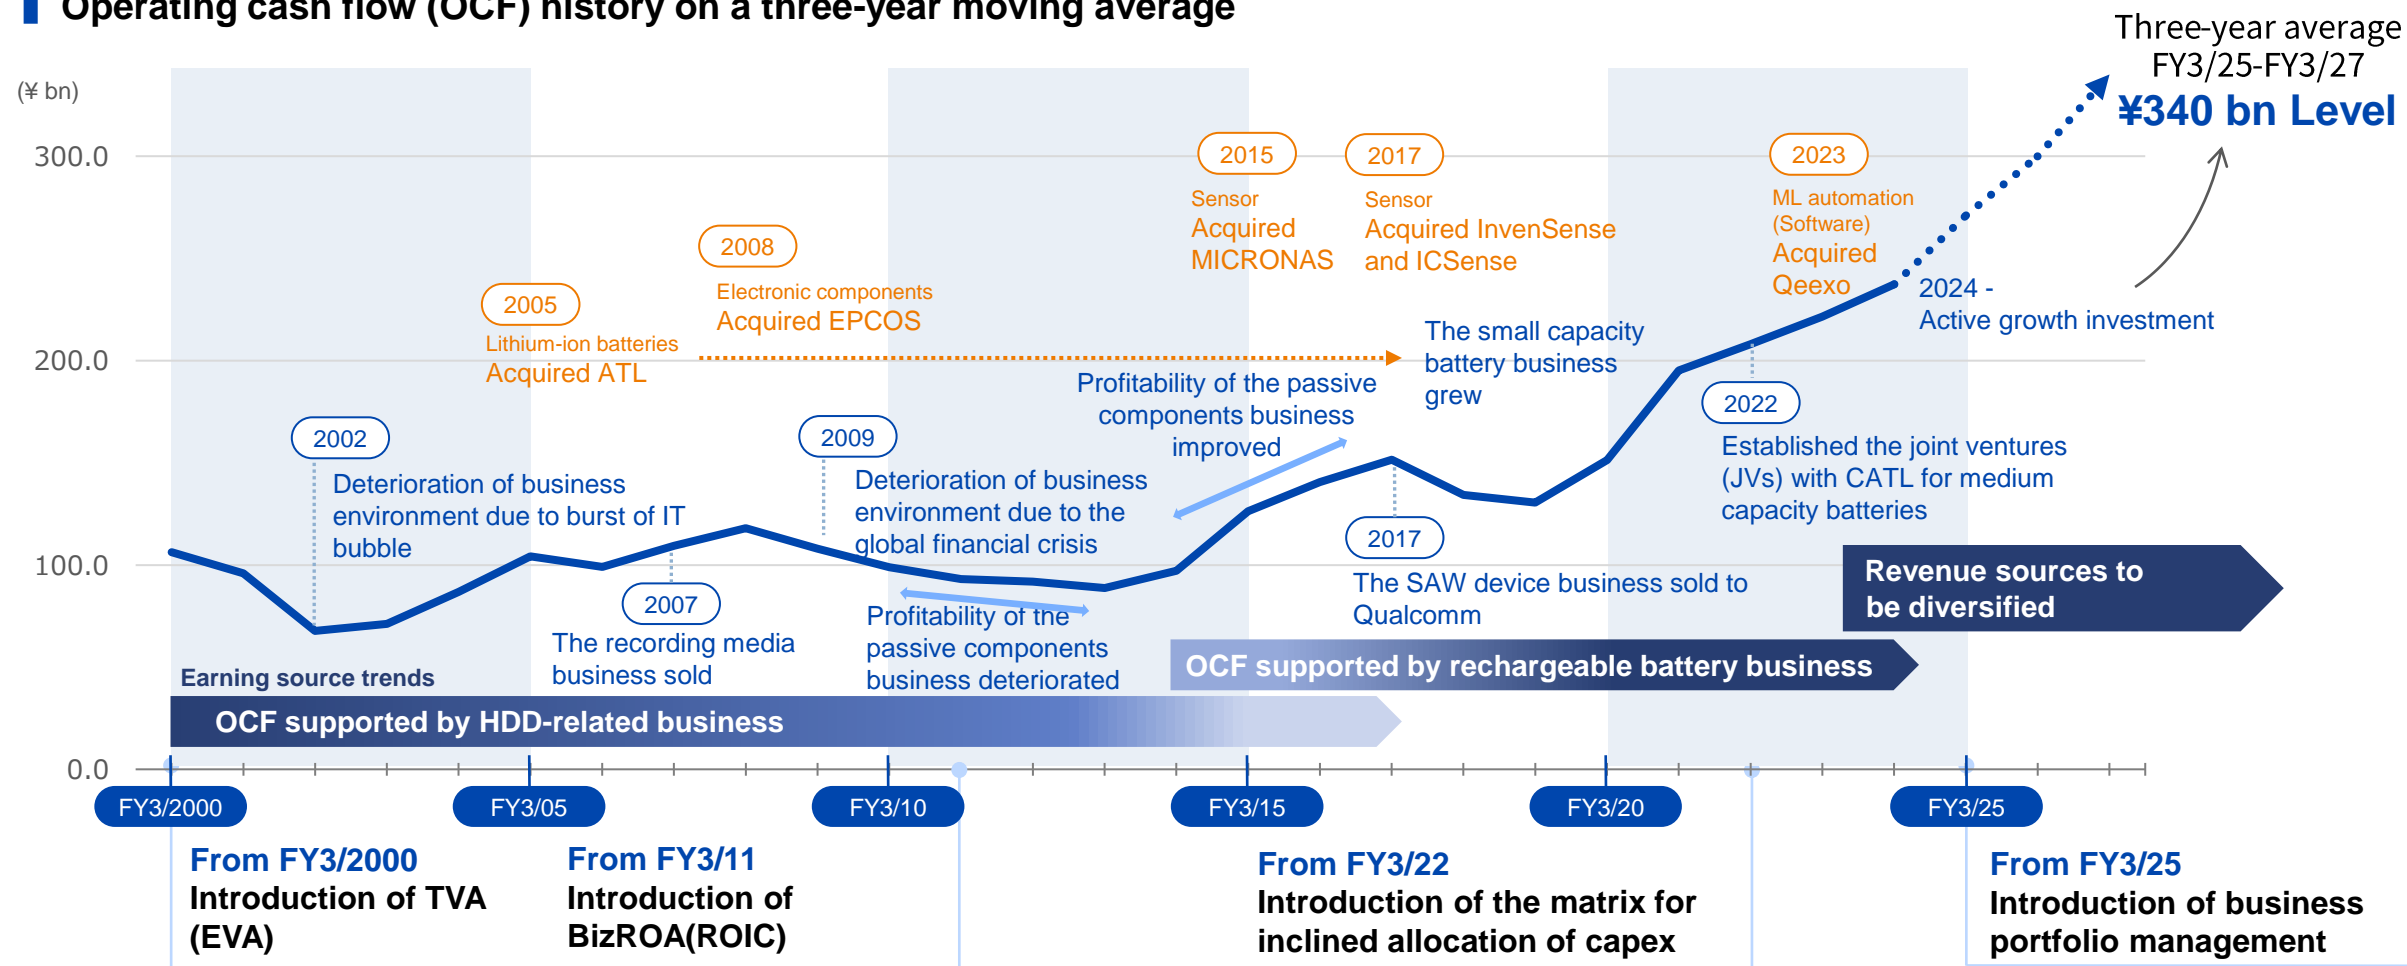 Operating cash flow (OCF) history on a three-year moving average
Three-year average
FY3/25-FY3/27
¥340 bn Level
(¥ bn)
300.0
200.0
100.0
0.0
2015
Sensor
Acquired
MICRONAS
2017
Sensor
Acquired InvenSense
and ICSense
2023
ML automation
(Software)
Acquired
Qeexo
2008
Electronic components
Acquired EPCOS
2005
Lithium-ion batteries
Acquired ATL
2024 -
Active growth investment
The small capacity
battery business
grew
Profitability of the passive
components business
improved
2002
Deterioration of business
environment due to burst of IT
bubble
2009
Deterioration of business
environment due to the
global financial crisis
2022
Established the joint ventures
(JVs) with CATL for medium
capacity batteries
2017
The SAW device business sold to
Qualcomm
2007
The recording media
business sold
Profitability of the
passive components
business deteriorated
Revenue sources to
be diversified
OCF supported by rechargeable battery business
Earning source trends
OCF supported by HDD-related business
FY3/2000
FY3/05
FY3/10
FY3/15
FY3/20
FY3/25
From FY3/2000
Introduction of TVA
(EVA)
From FY3/11
Introduction of
BizROA(ROIC)
From FY3/22
Introduction of the matrix for
inclined allocation of capex
From FY3/25
Introduction of business
portfolio management